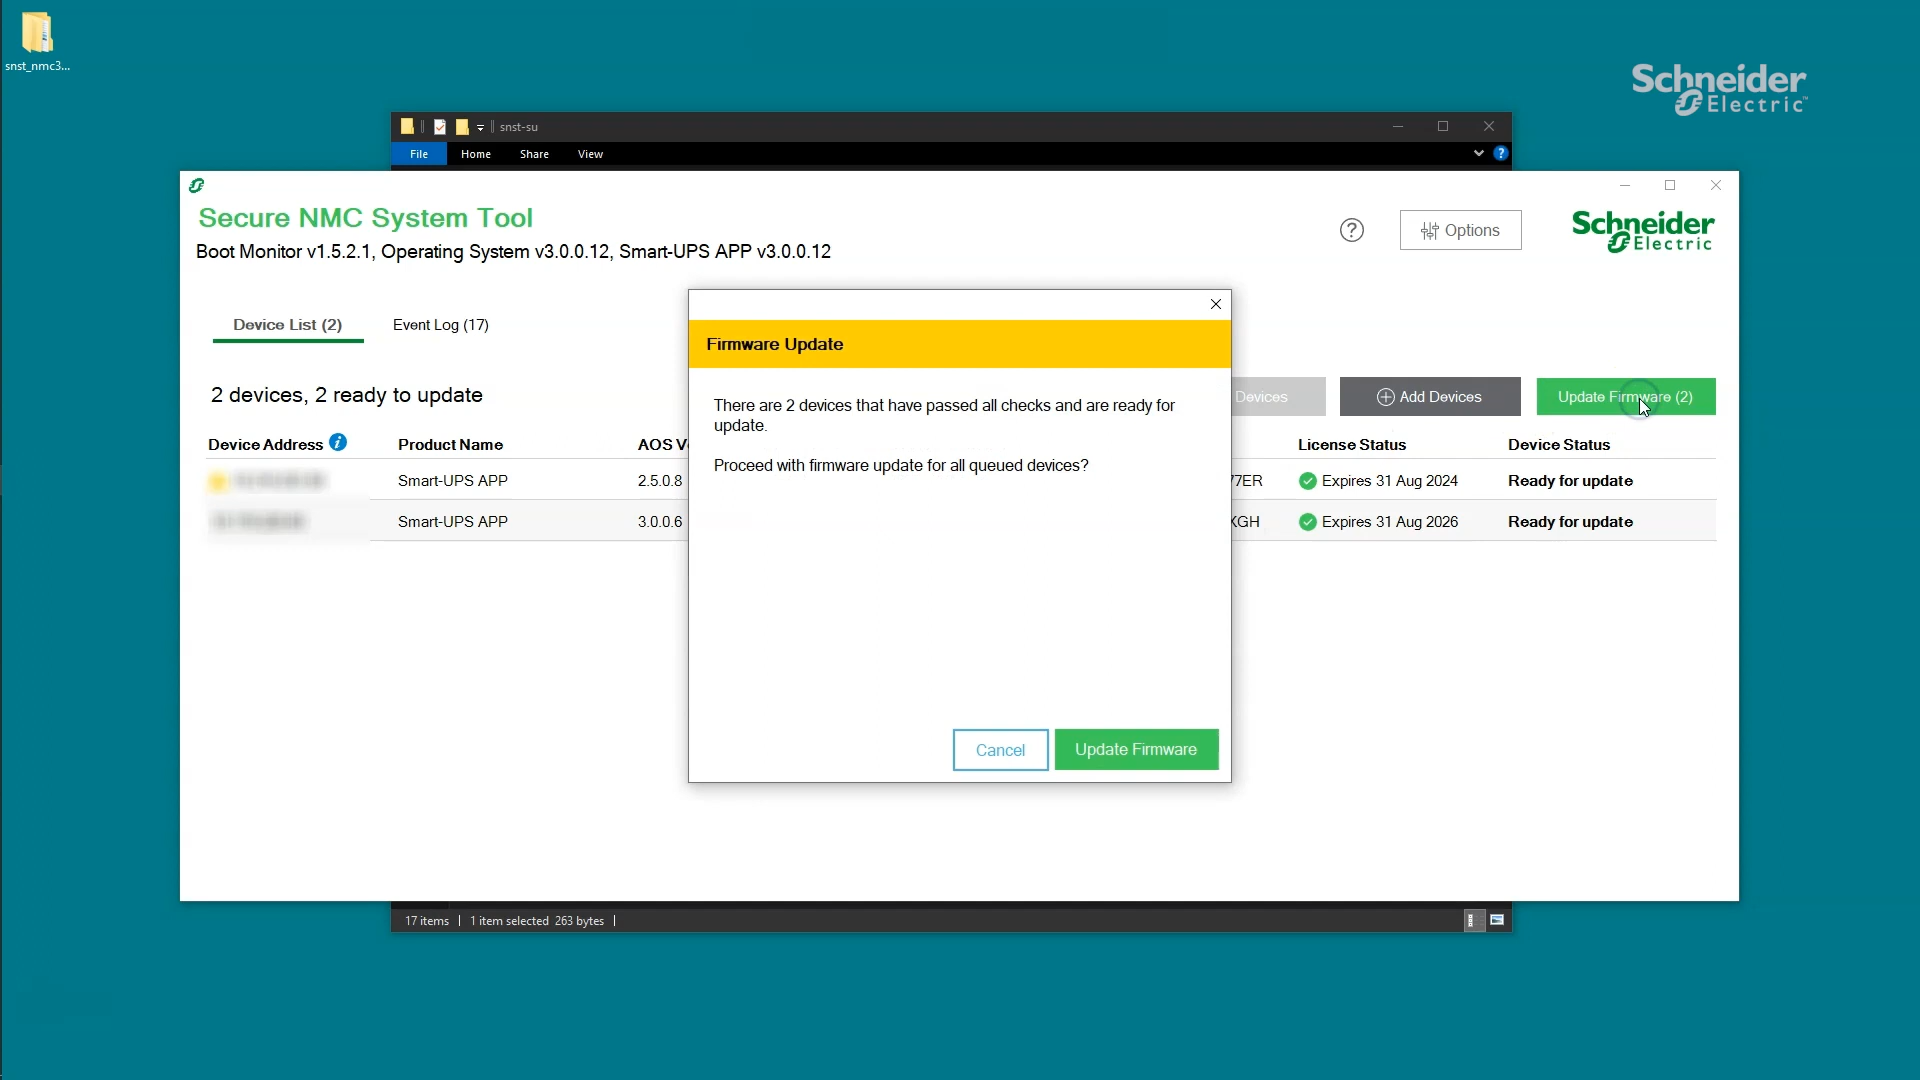 snst_nmc3...
Schneider
Electric™
snst-su
File Home Share View
?
Secure NMC System Tool
Boot Monitor v1.5.2.1, Operating System v3.0.0.12, Smart-UPS APP v3.0.0.12
? Options
Schneider
Electric
Device List (2) Event Log (17)
2 devices, 2 ready to update
Devices Add Devices Update Firmware (2)
Device Address i Product Name AOS V License Status Device Status
Smart-UPS APP 2.5.0.8 77ER Expires 31 Aug 2024 Ready for update
Smart-UPS APP 3.0.0.6 XGH Expires 31 Aug 2026 Ready for update
Firmware Update
There are 2 devices that have passed all checks and are ready for
update.
Proceed with firmware update for all queued devices?
Cancel Update Firmware
17 items 1 item selected 263 bytes